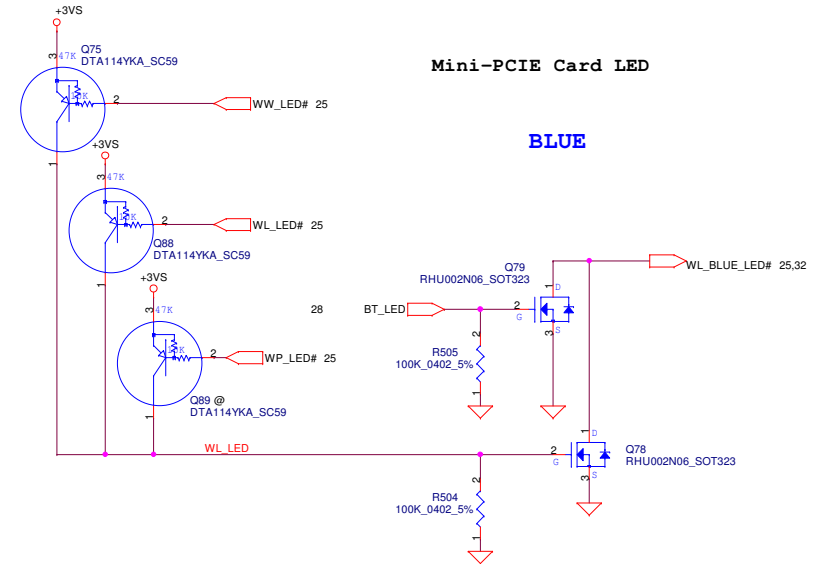 +3VS
Q75
DTA114YKA_SC59
3
47K
2
WW_LED# 25
1
Mini-PCIE Card LED
BLUE
+3VS
3
47K
2
WL_LED# 25
Q88
DTA114YKA_SC59
1
+3VS
3
47K
2
WP_LED# 25
Q89 @
DTA114YKA_SC59
1
28
BT_LED
Q79
RHU002N06_SOT323
1
D
2
G
3
S
WL_BLUE_LED# 25,32
2
R505
100K_0402_5%
1
WL_LED
1
D
2
G
3
S
Q78
RHU002N06_SOT323
2
R504
100K_0402_5%
1